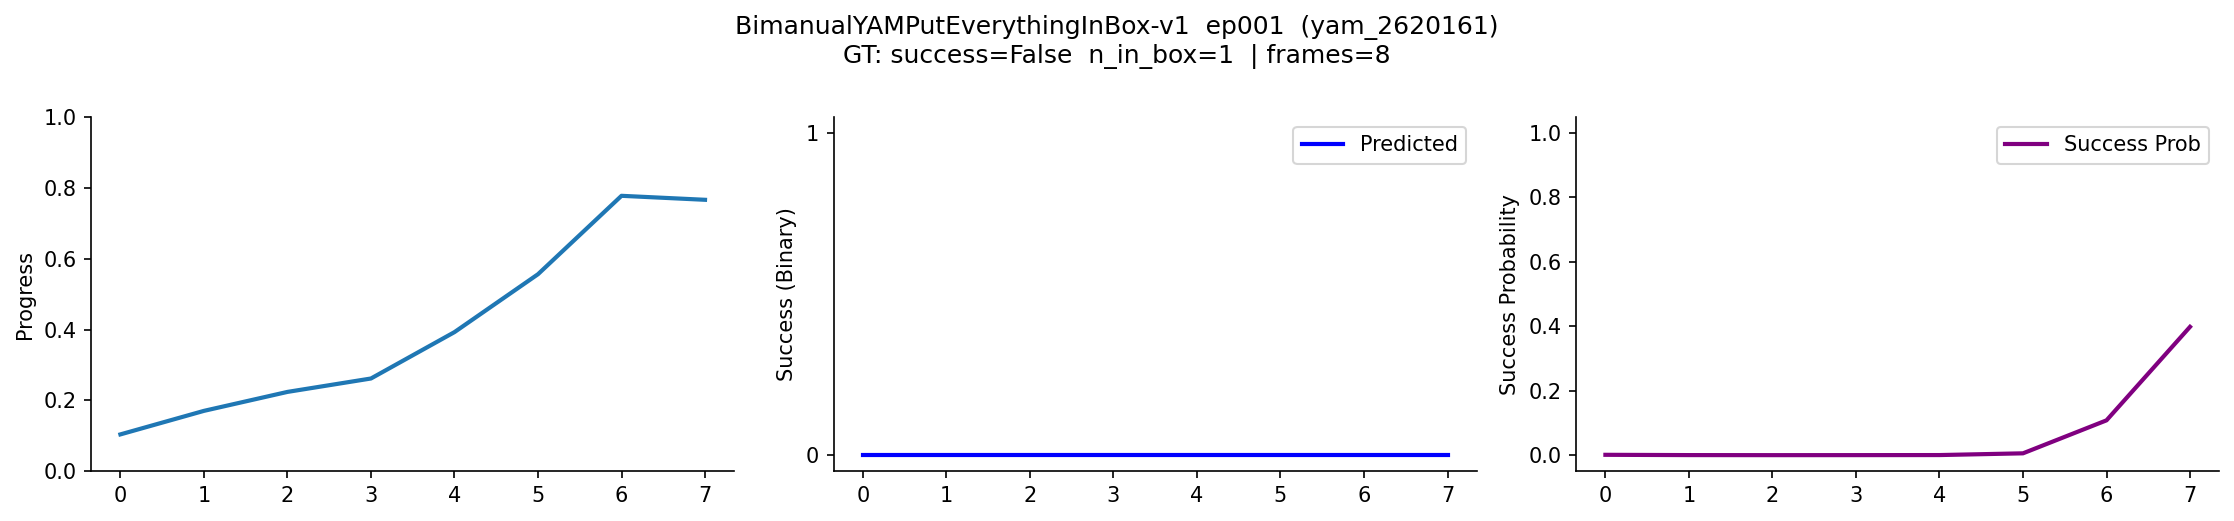 BimanualYAMPutEverythingInBox-v1  ep001  (yam_2620161)
GT: success=False  n_in_box=1  | frames=8
Progress
1.0
0.8
0.6
0.4
0.2
0.0
0 1 2 3 4 5 6 7
Success (Binary)
1
0
Predicted
0 1 2 3 4 5 6 7
Success Probability
1.0
0.8
0.6
0.4
0.2
0.0
Success Prob
0 1 2 3 4 5 6 7